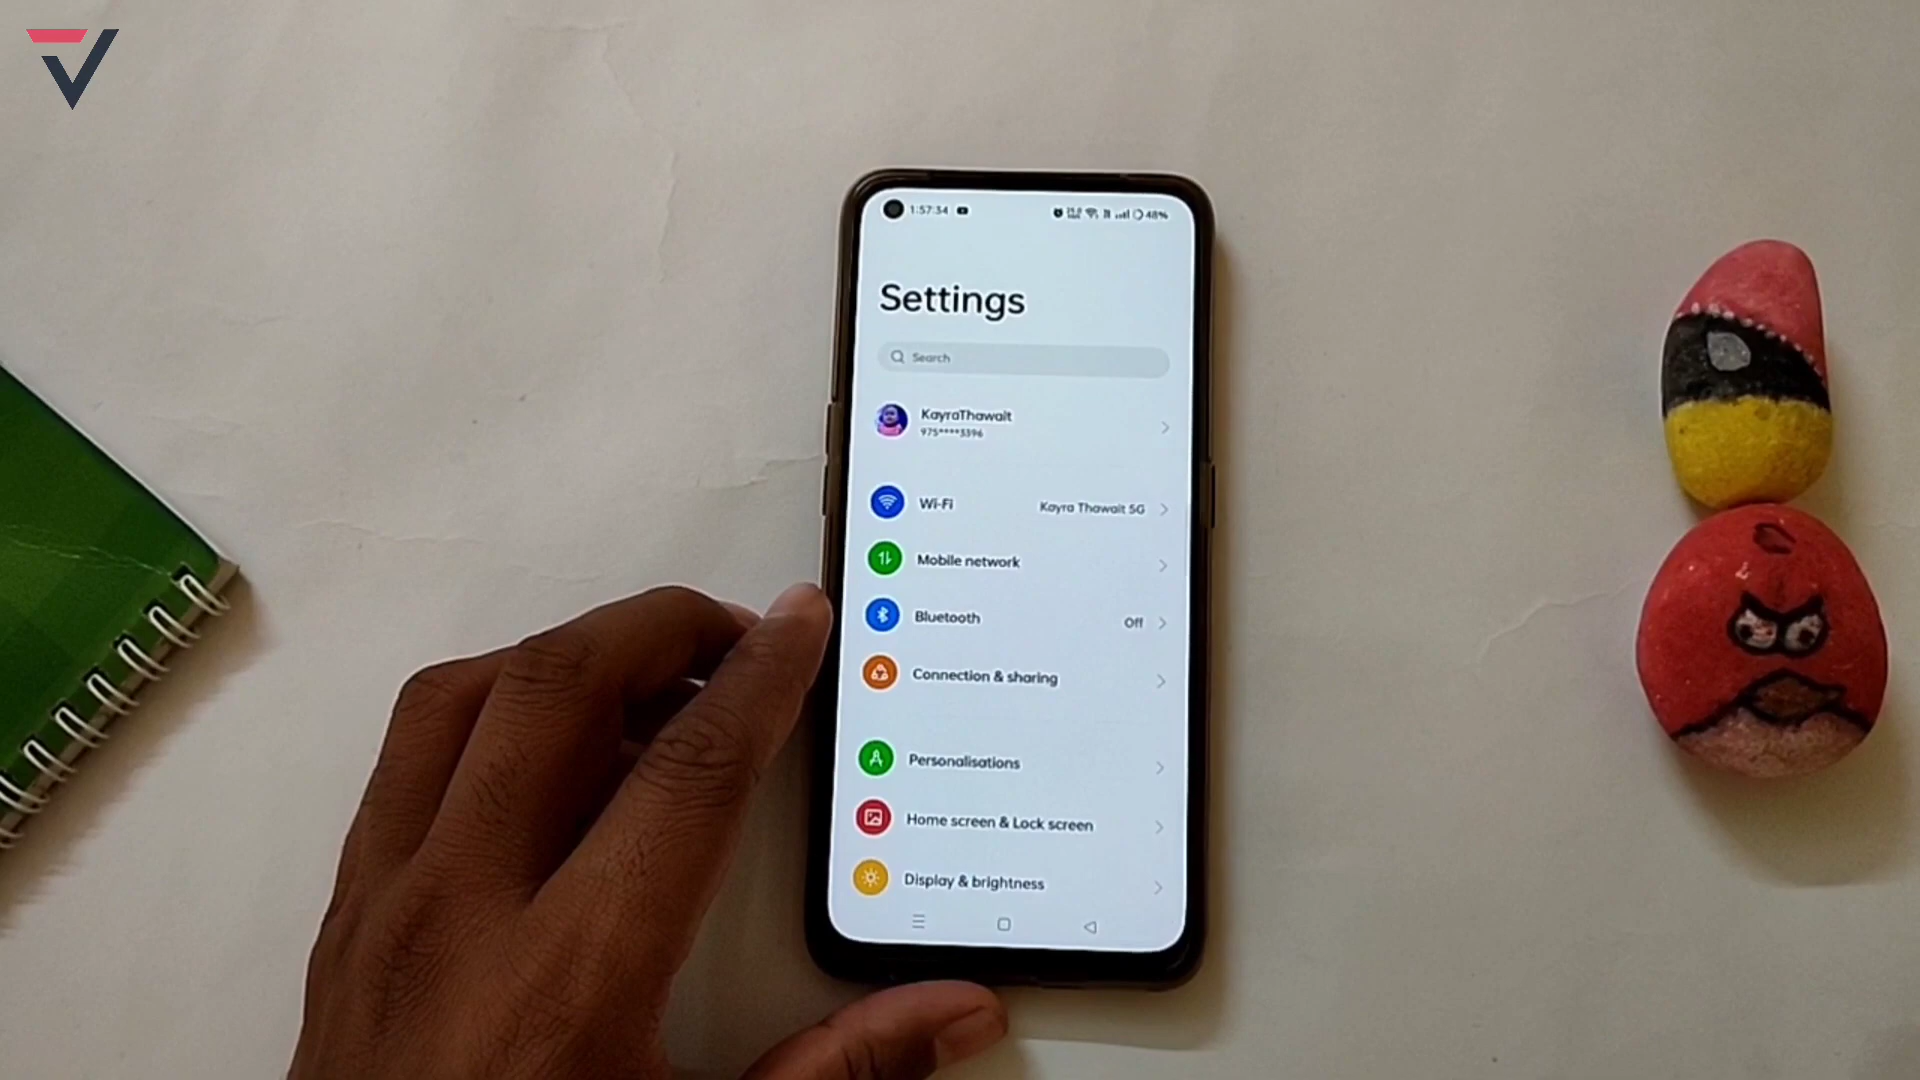 1:57:34 48%
Settings
Search
KayraThawait
975****3396
Wi-Fi Kayra Thawait 5G
Mobile network
Bluetooth Off
Connection & sharing
Personalisations
Home screen & Lock screen
Display & brightness